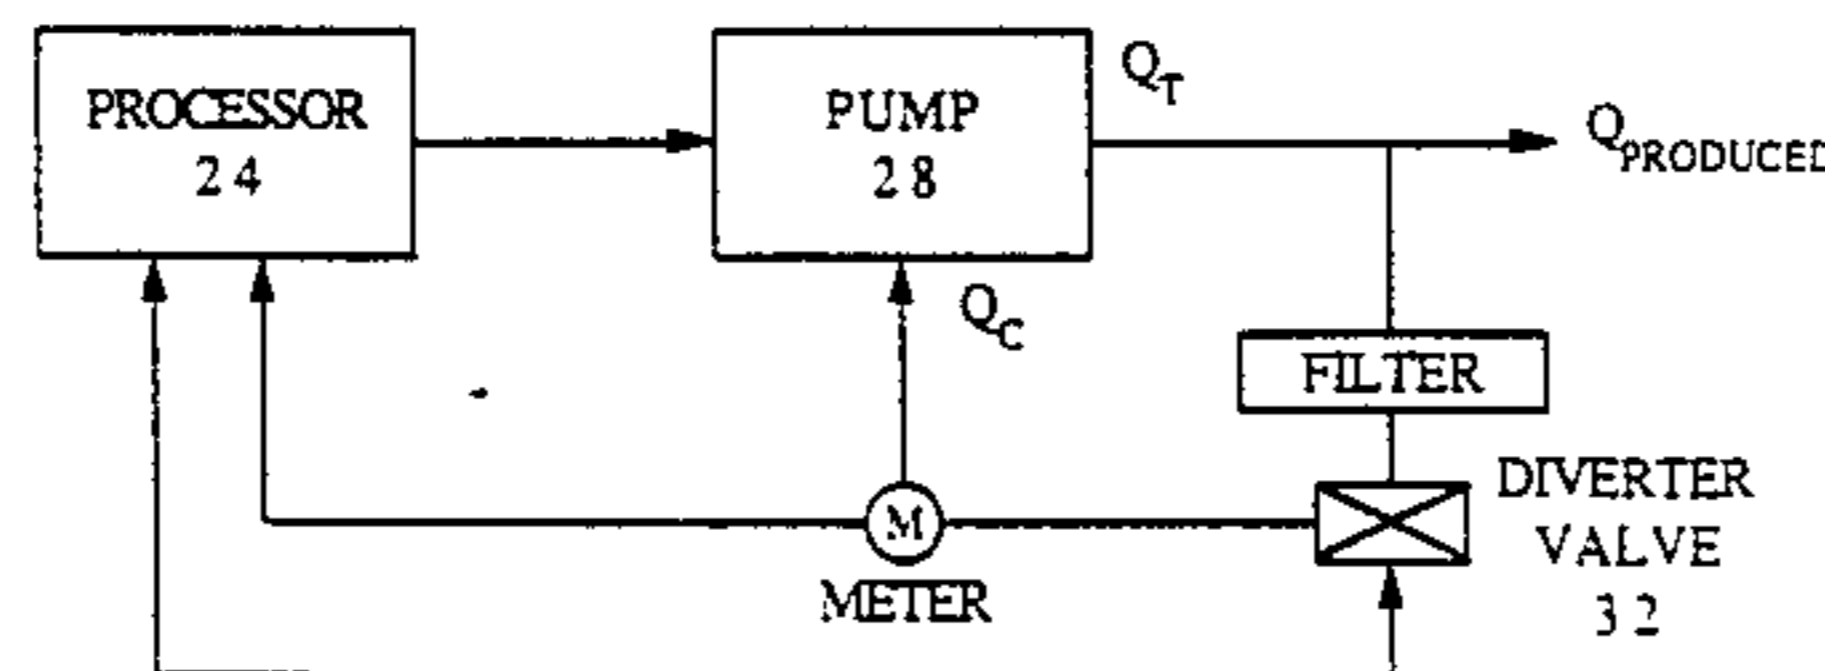 PROCESSOR
24
PUMP
28
Q_T
Q_PRODUCED
Q_C
FILTER
M
METER
DIVERTER
VALVE
32